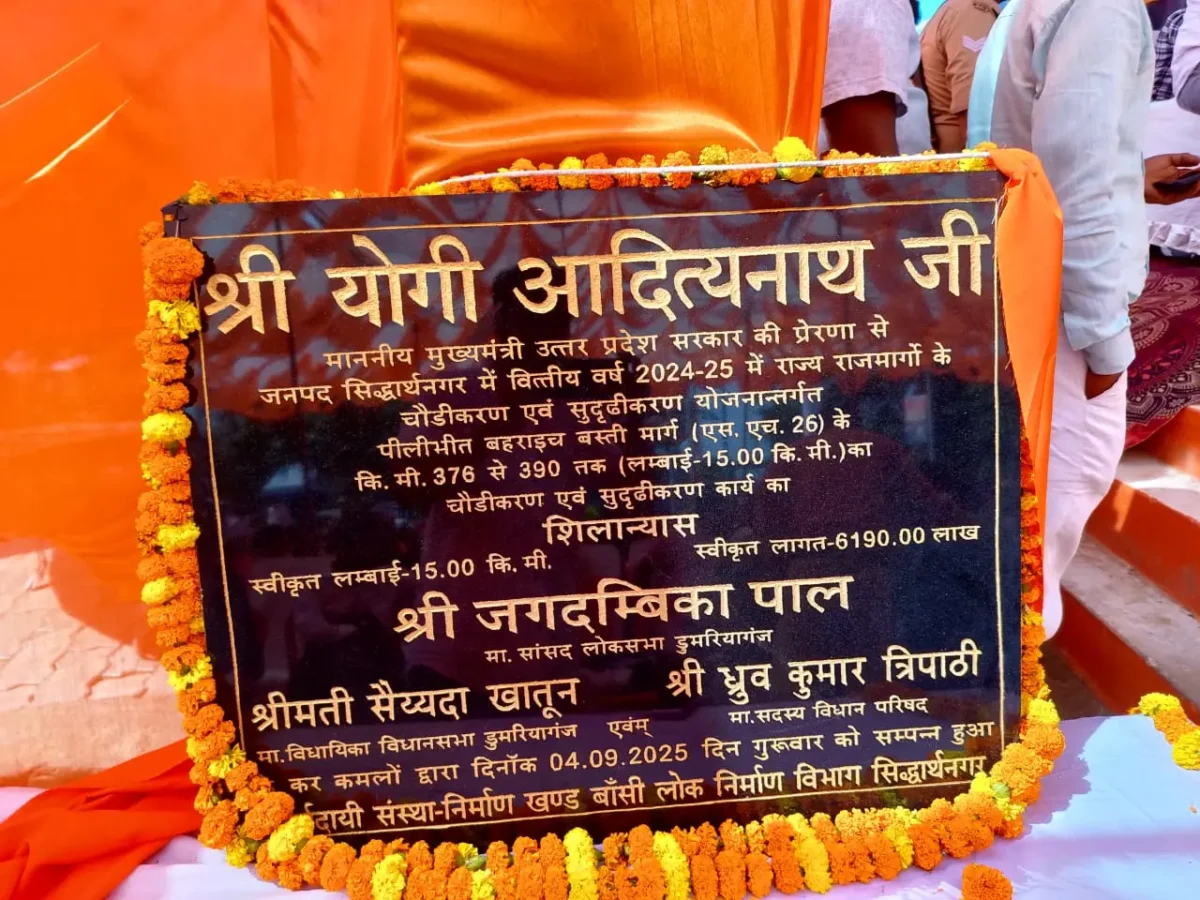 श्री योगी आदित्यनाथ जी
माननीय मुख्यमंत्री उत्तर प्रदेश सरकार की प्रेरणा से
जनपद सिद्धार्थनगर में वित्तीय वर्ष 2024-25 में राज्य राजमार्गो के
चौडीकरण एवं सुदृढीकरण योजनान्तर्गत
पीलीभीत बहराइच बस्ती मार्ग (एस. एच. 26) के
कि. मी. 376 से 390 तक (लम्बाई-15.00 कि. मी.)का
चौडीकरण एवं सुदृढीकरण कार्य का
शिलान्यास
स्वीकृत लम्बाई-15.00 कि. मी. स्वीकृत लागत-6190.00 लाख
श्री जगदम्बिका पाल
मा. सांसद लोकसभा डुमरियागंज
श्रीमती सैय्यदा खातून श्री ध्रुव कुमार त्रिपाठी
मा.विधायिका विधानसभा डुमरियागंज एवंम् मा.सदस्य विधान परिषद
कर कमलों द्वारा दिनॉक 04.09.2025 दिन गुरूवार को सम्पन्न हुआ
दायी संस्था-निर्माण खण्ड बाँसी लोक निर्माण विभाग सिद्धार्थनगर